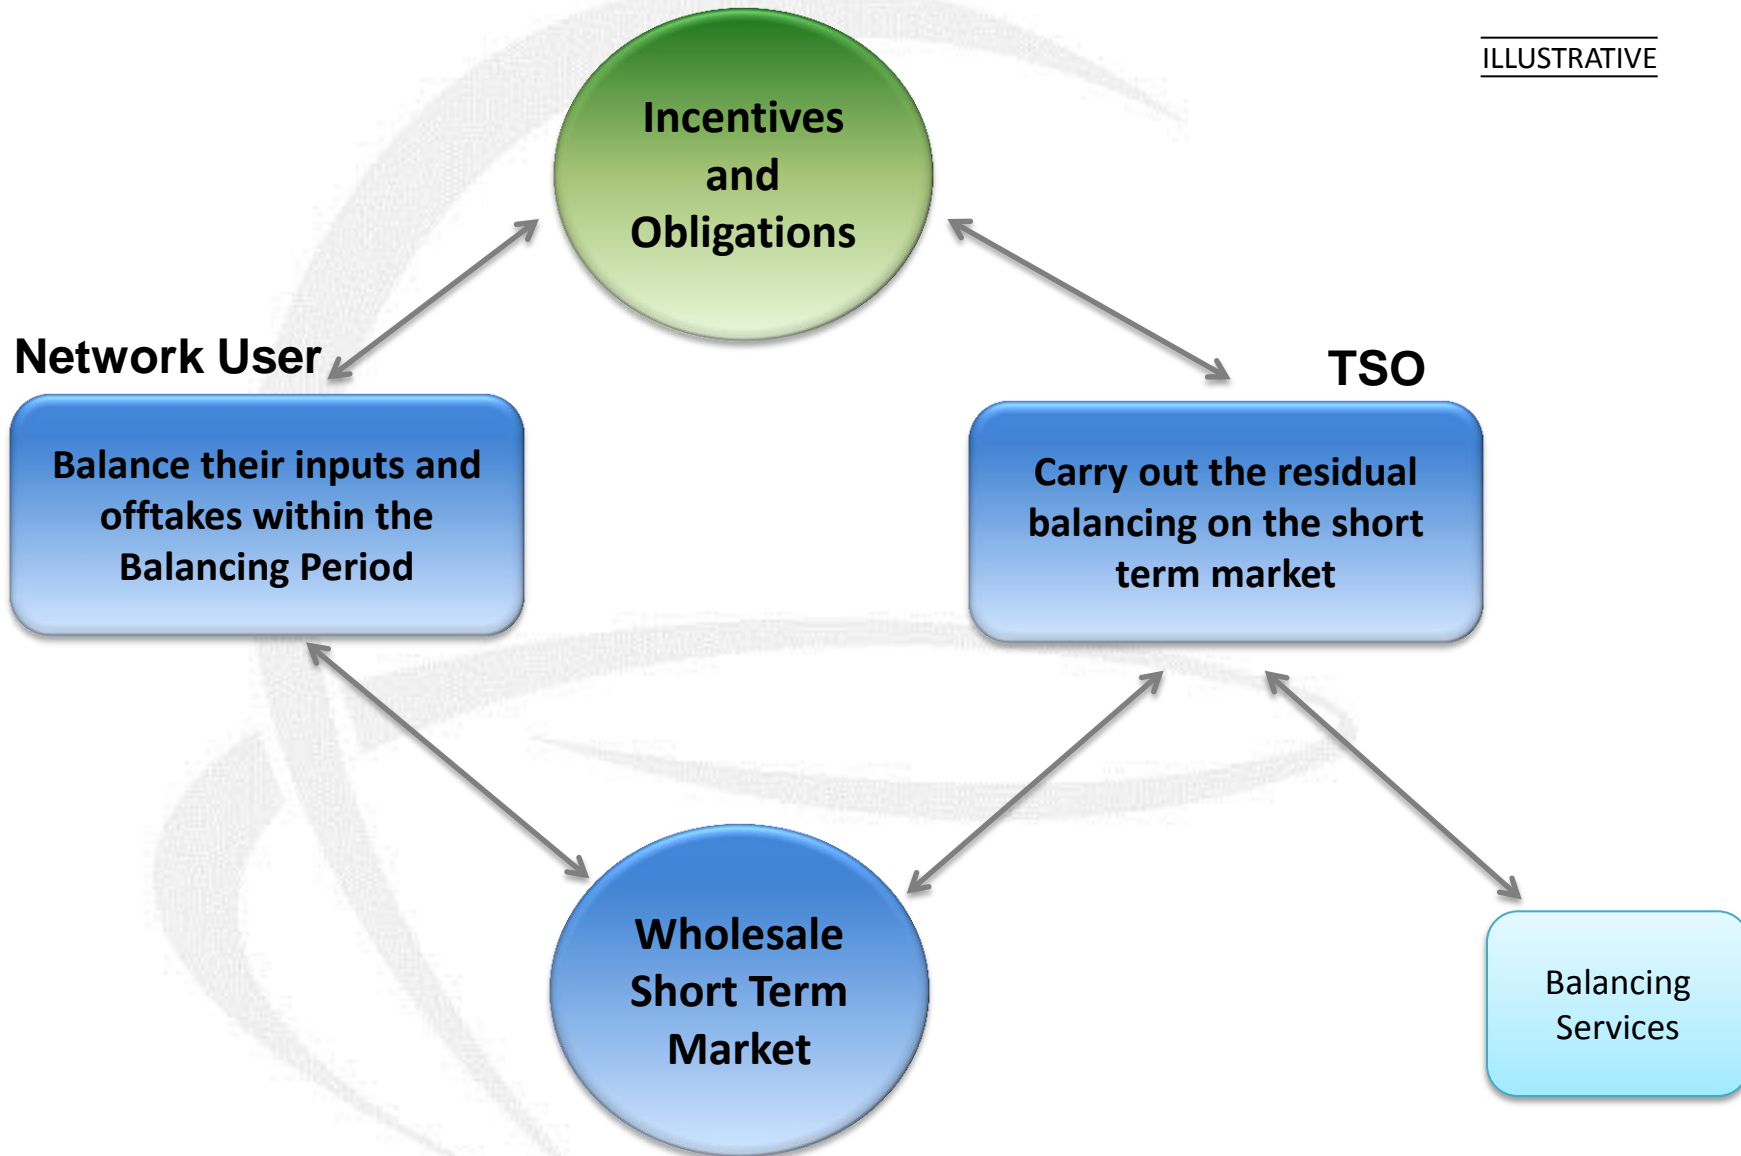 ILLUSTRATIVE
Incentives
and
Obligations
Network User
TSO
Balance their inputs and
offtakes within the
Balancing Period
Carry out the residual
balancing on the short
term market
Wholesale
Short Term
Market
Balancing
Services